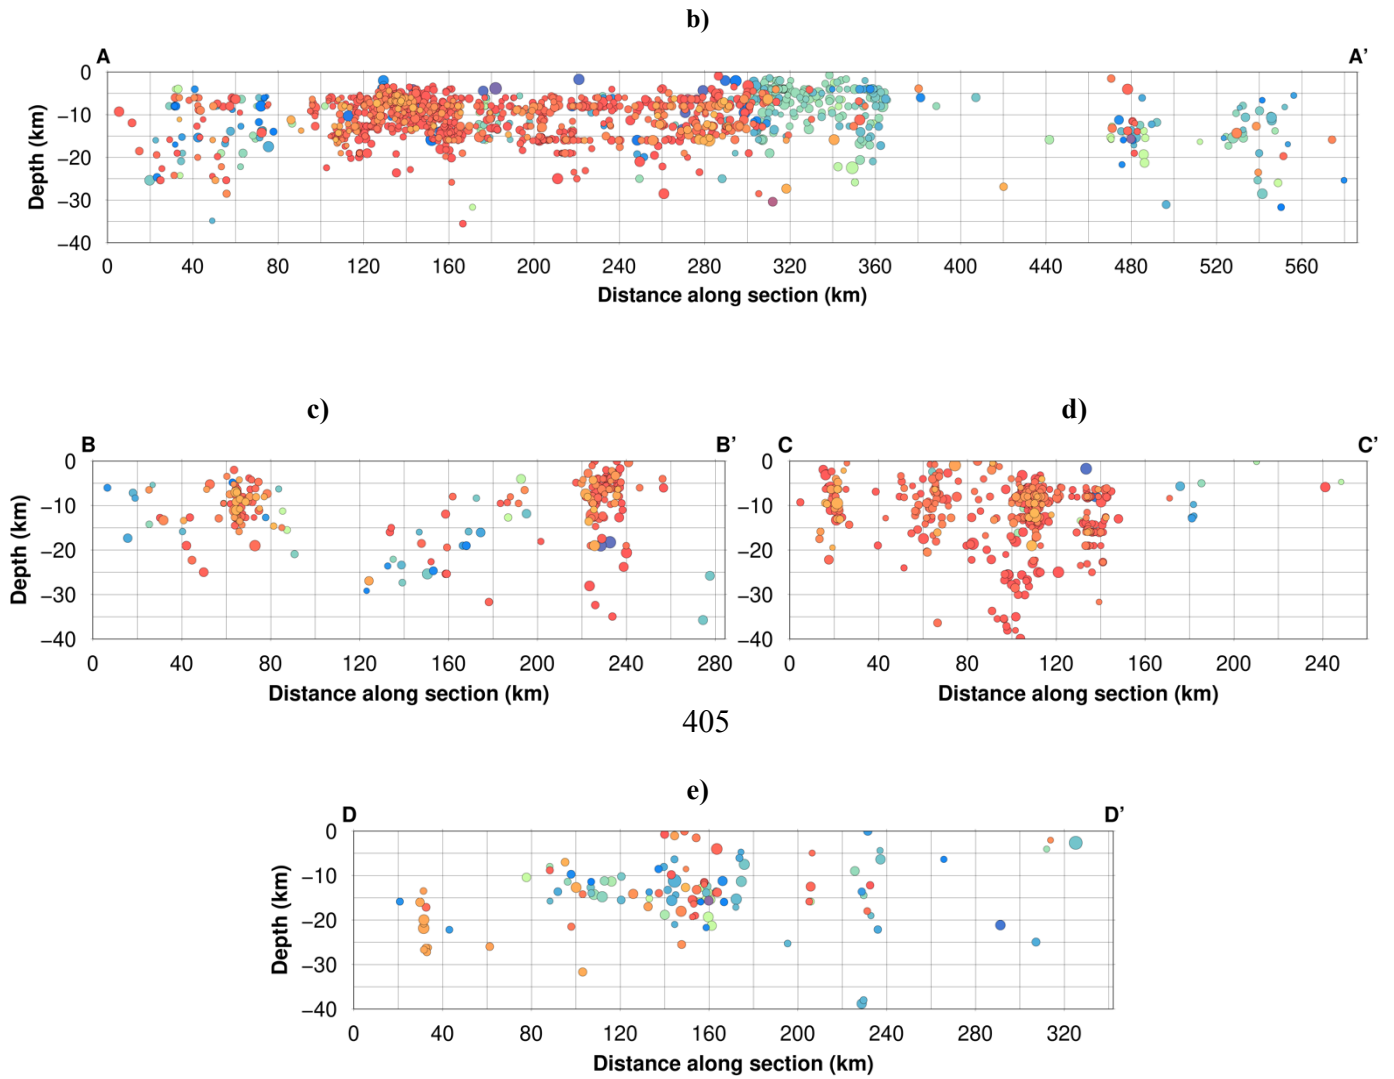 b)
A A’
0
−10
−20
−30
−40
Depth (km)
0 40 80 120 160 200 240 280 320 360 400 440 480 520 560
Distance along section (km)
c) d)
B B’ C C’
0
−10
−20
−30
−40
Depth (km)
0 40 80 120 160 200 240 280
Distance along section (km)
0
−10
−20
−30
−40
Depth (km)
0 40 80 120 160 200 240
Distance along section (km)
405
e)
D D’
0
−10
−20
−30
−40
Depth (km)
0 40 80 120 160 200 240 280 320
Distance along section (km)